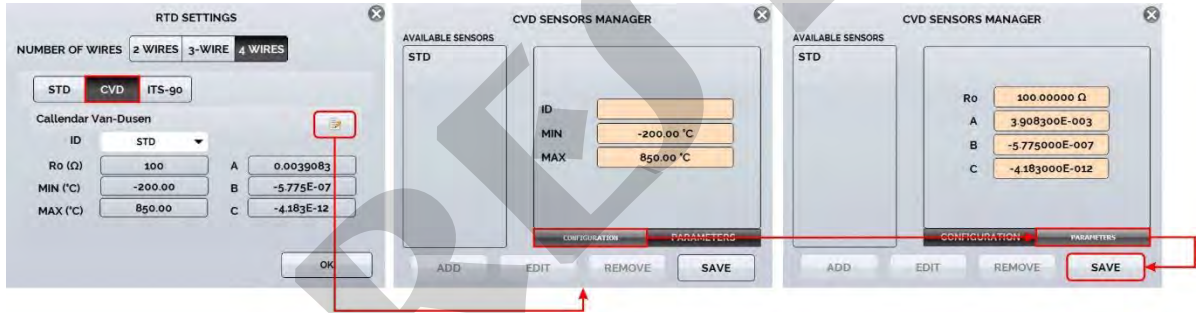 RTD SETTINGS
NUMBER OF WIRES 2 WIRES 3-WIRE 4 WIRES
STD CVD ITS-90
Callendar Van-Dusen
ID STD
R0 (Ω) 100 A 0.0039083
MIN (°C) -200.00 B -5.775E-07
MAX (°C) 850.00 C -4.183E-12
OK
CVD SENSORS MANAGER
AVAILABLE SENSORS
STD
ID
MIN -200.00 °C
MAX 850.00 °C
CONFIGURATION PARAMETERS
ADD EDIT REMOVE SAVE
CVD SENSORS MANAGER
AVAILABLE SENSORS
STD
R0 100.00000 Ω
A 3.908300E-003
B -5.775000E-007
C -4.183000E-012
CONFIGURATION PARAMETERS
ADD EDIT REMOVE SAVE